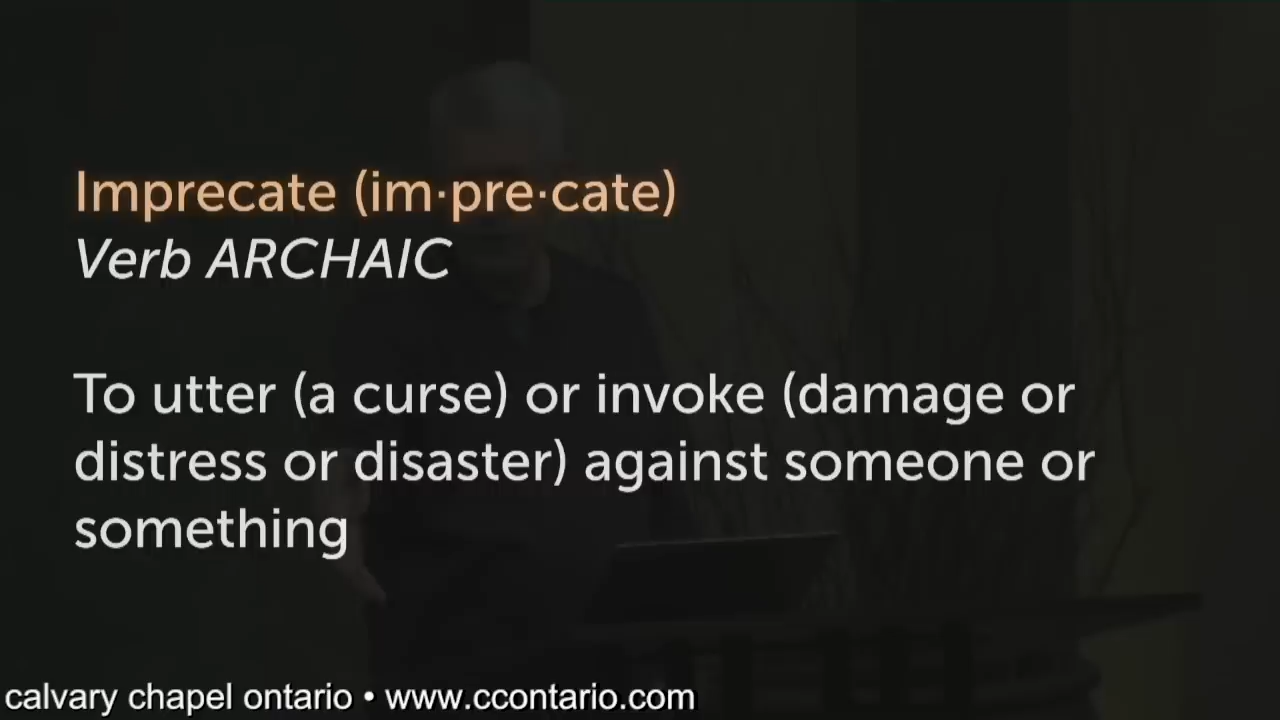 Imprecate (im·pre·cate)
Verb ARCHAIC
To utter (a curse) or invoke (damage or
distress or disaster) against someone or
something
calvary chapel ontario • www.ccontario.com